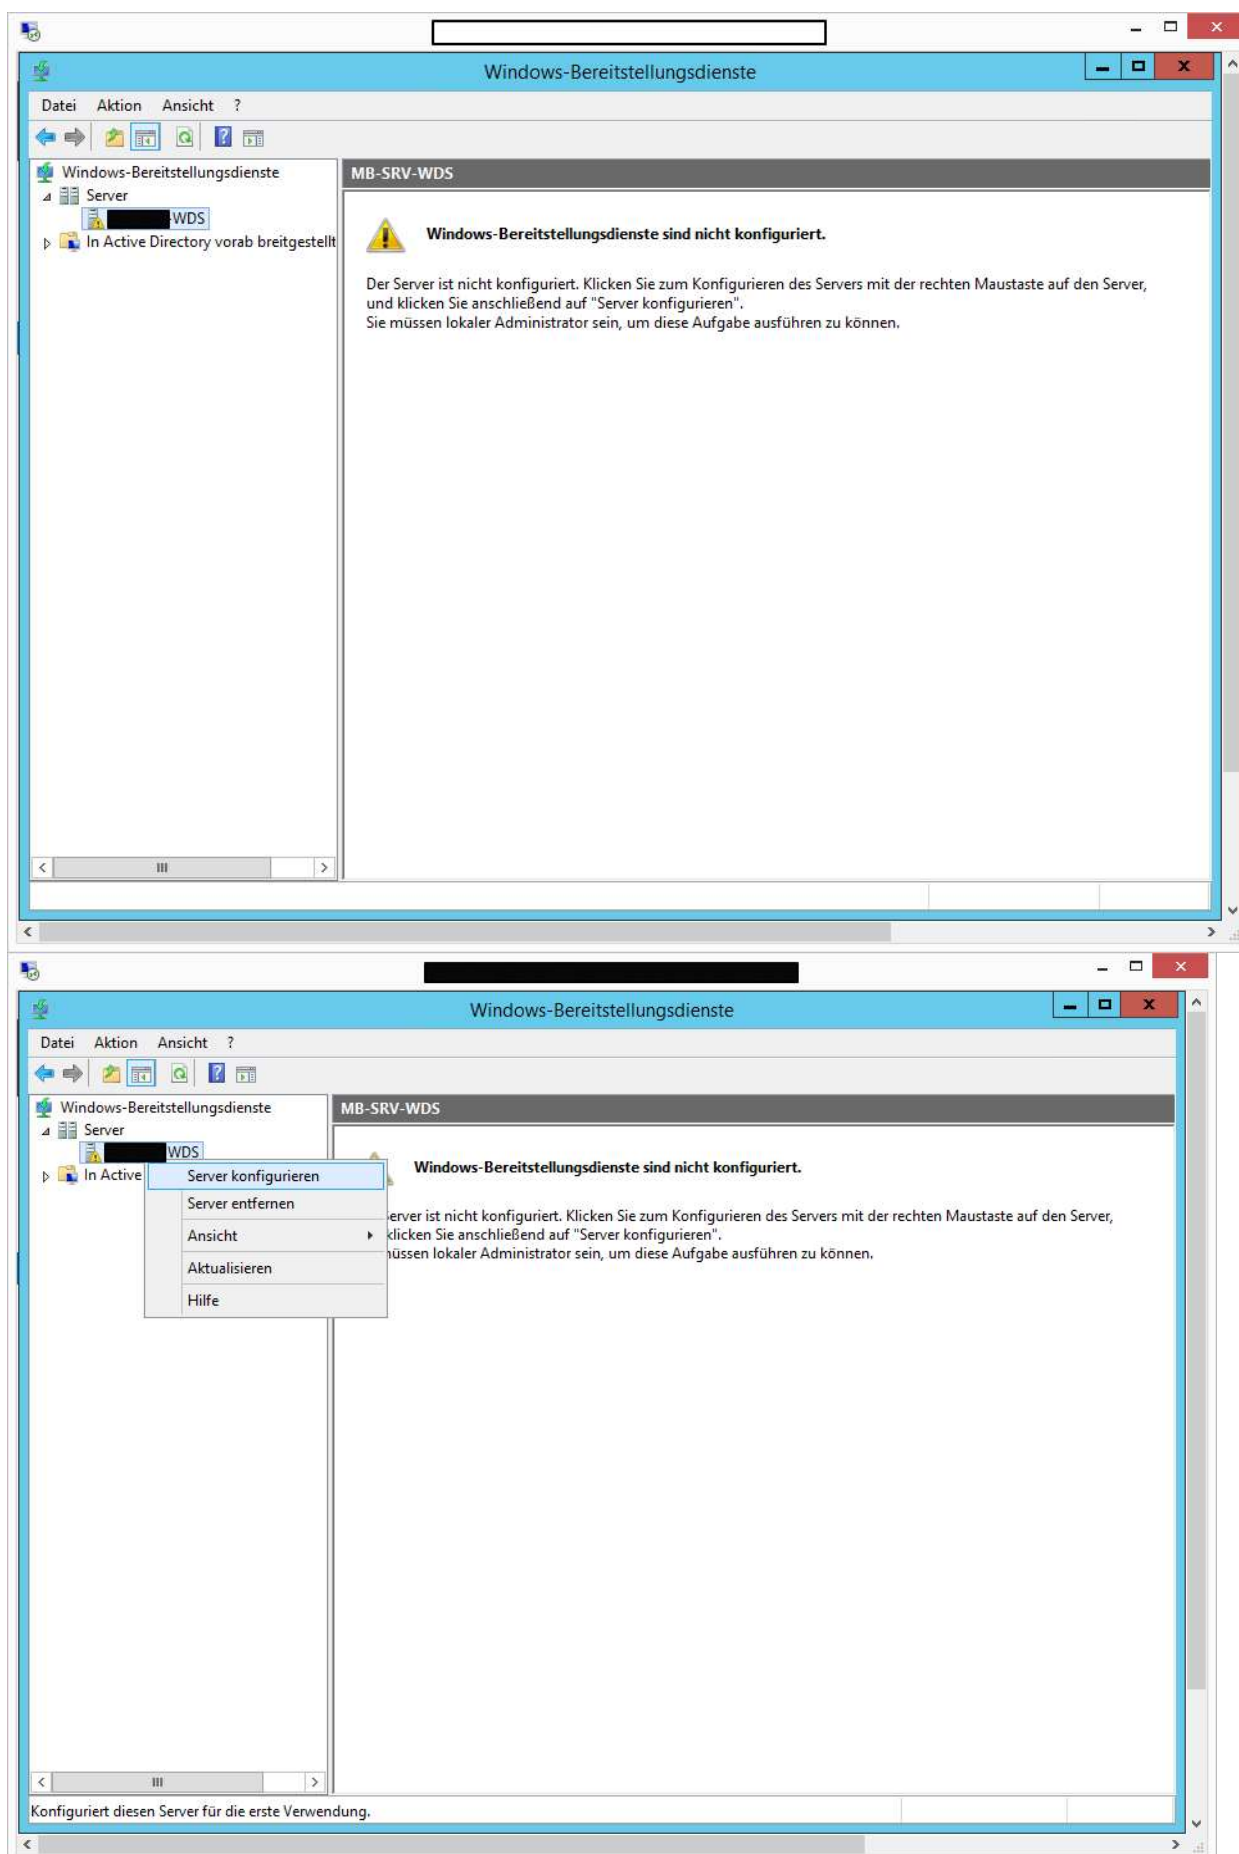 Windows-Bereitstellungsdienste
Datei Aktion Ansicht ?
Windows-Bereitstellungsdienste
Server
-WDS
In Active Directory vorab breitgestellt
MB-SRV-WDS
Windows-Bereitstellungsdienste sind nicht konfiguriert.
Der Server ist nicht konfiguriert. Klicken Sie zum Konfigurieren des Servers mit der rechten Maustaste auf den Server,
und klicken Sie anschließend auf "Server konfigurieren".
Sie müssen lokaler Administrator sein, um diese Aufgabe ausführen zu können.
Windows-Bereitstellungsdienste
Datei Aktion Ansicht ?
Windows-Bereitstellungsdienste
Server
WDS
In Active
Server konfigurieren
Server entfernen
Ansicht
Aktualisieren
Hilfe
MB-SRV-WDS
Windows-Bereitstellungsdienste sind nicht konfiguriert.
Server ist nicht konfiguriert. Klicken Sie zum Konfigurieren des Servers mit der rechten Maustaste auf den Server,
klicken Sie anschließend auf "Server konfigurieren".
müssen lokaler Administrator sein, um diese Aufgabe ausführen zu können.
Konfiguriert diesen Server für die erste Verwendung.